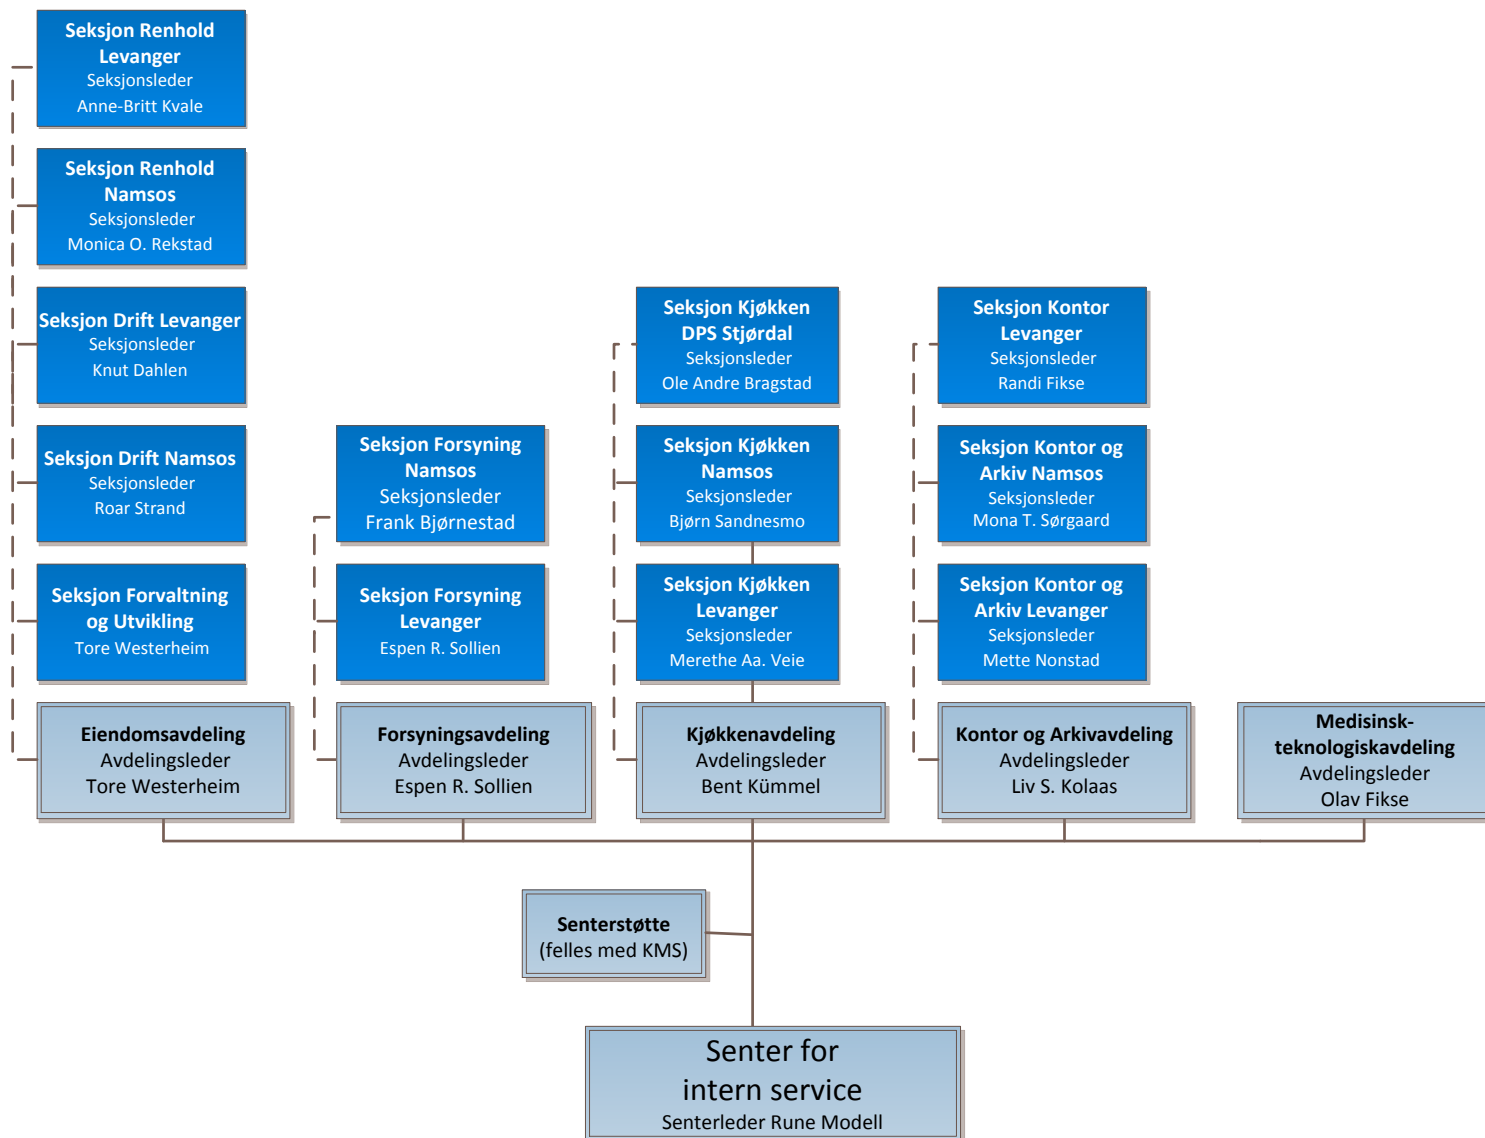 Seksjon Renhold
Levanger
Seksjonsleder
Anne-Britt Kvale
Seksjon Renhold
Namsos
Seksjonsleder
Monica O. Rekstad
Seksjon Drift Levanger
Seksjonsleder
Knut Dahlen
Seksjon Kjøkken
DPS Stjørdal
Seksjonsleder
Ole Andre Bragstad
Seksjon Kontor
Levanger
Seksjonsleder
Randi Fikse
Seksjon Drift Namsos
Seksjonsleder
Roar Strand
Seksjon Forsyning
Namsos
Seksjonsleder
Frank Bjørnestad
Seksjon Kjøkken
Namsos
Seksjonsleder
Bjørn Sandnesmo
Seksjon Kontor og
Arkiv Namsos
Seksjonsleder
Mona T. Sørgaard
Seksjon Forvaltning
og Utvikling
Tore Westerheim
Seksjon Forsyning
Levanger
Espen R. Sollien
Seksjon Kjøkken
Levanger
Seksjonsleder
Merethe Aa. Veie
Seksjon Kontor og
Arkiv Levanger
Seksjonsleder
Mette Nonstad
Eiendomsavdeling
Avdelingsleder
Tore Westerheim
Forsyningsavdeling
Avdelingsleder
Espen R. Sollien
Kjøkkenavdeling
Avdelingsleder
Bent Kümmel
Kontor og Arkivavdeling
Avdelingsleder
Liv S. Kolaas
Medisinsk-
teknologiskavdeling
Avdelingsleder
Olav Fikse
Senterstøtte
(felles med KMS)
Senter for
intern service
Senterleder Rune Modell